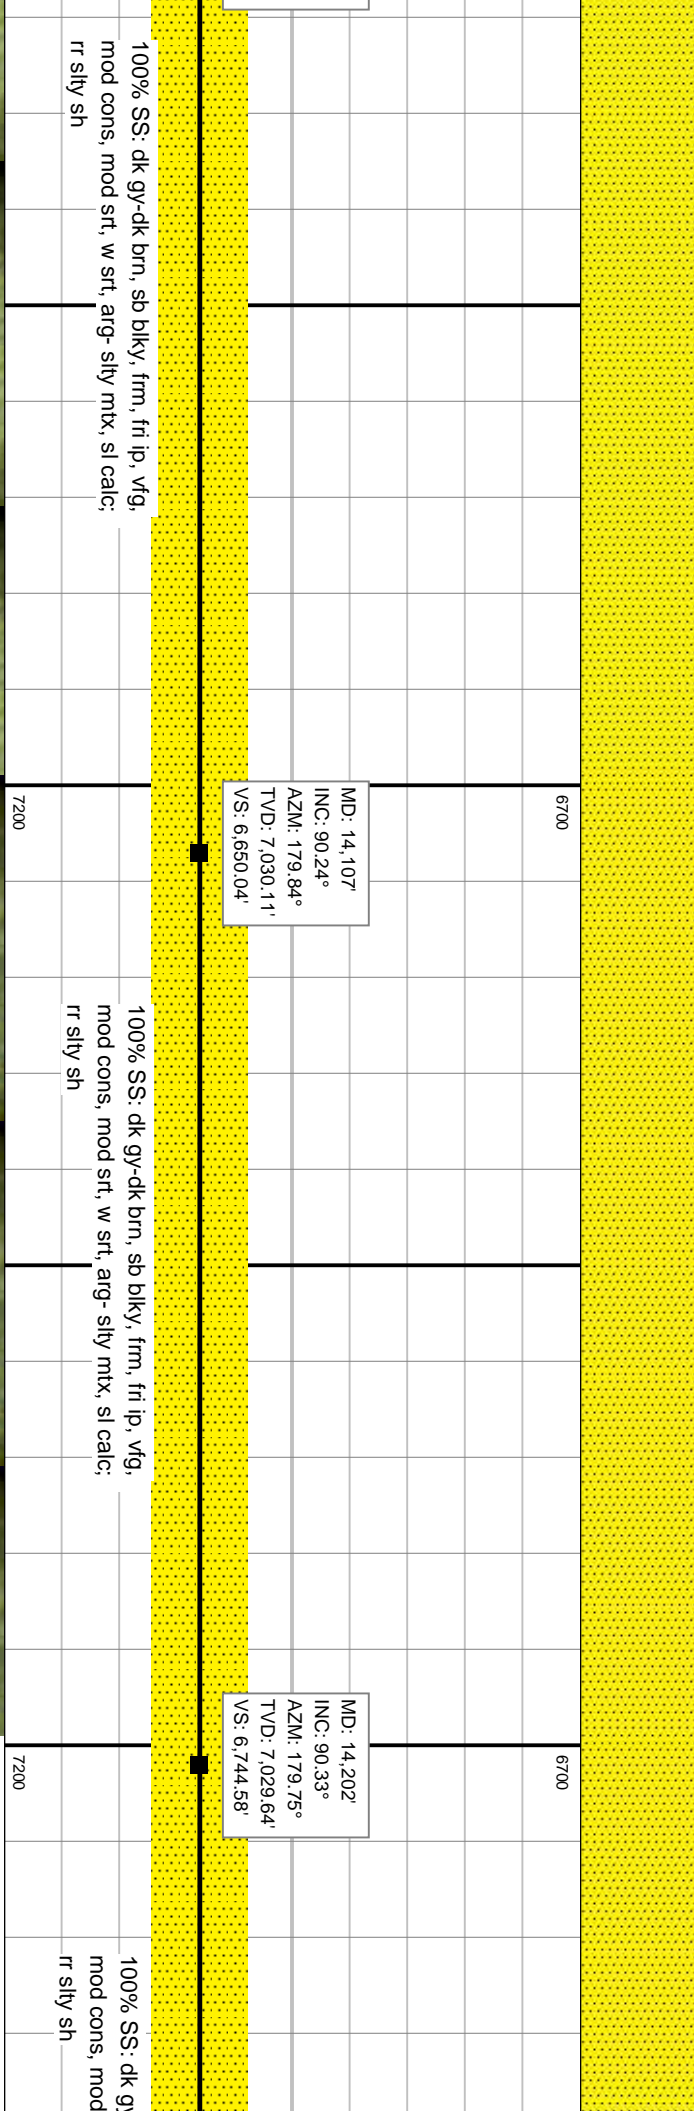 100% SS: dk gy-dk brn, sb blky, frm, fri ip, vfg,
mod cons, mod srt, w srt, arg- slty mtx, sl calc;
rr slty sh
6700
7200
MD: 14,107'
INC: 90.24°
AZM: 179.84°
TVD: 7,030.11'
VS: 6,650.04'
100% SS: dk gy-dk brn, sb blky, frm, fri ip, vfg,
mod cons, mod srt, w srt, arg- slty mtx, sl calc;
rr slty sh
6700
7200
MD: 14,202'
INC: 90.33°
AZM: 179.75°
TVD: 7,029.64'
VS: 6,744.58'
100% SS: dk gy
mod cons, mod
rr slty sh